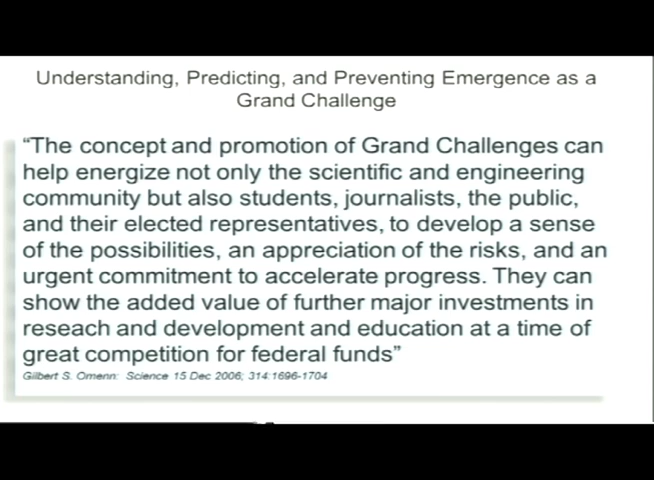 Understanding, Predicting, and Preventing Emergence as a
Grand Challenge
“The concept and promotion of Grand Challenges can
help energize not only the scientific and engineering
community but also students, journalists, the public,
and their elected representatives, to develop a sense
of the possibilities, an appreciation of the risks, and an
urgent commitment to accelerate progress. They can
show the added value of further major investments in
reseach and development and education at a time of
great competition for federal funds”
Gilbert S. Omenn: Science 15 Dec 2006; 314:1696-1704